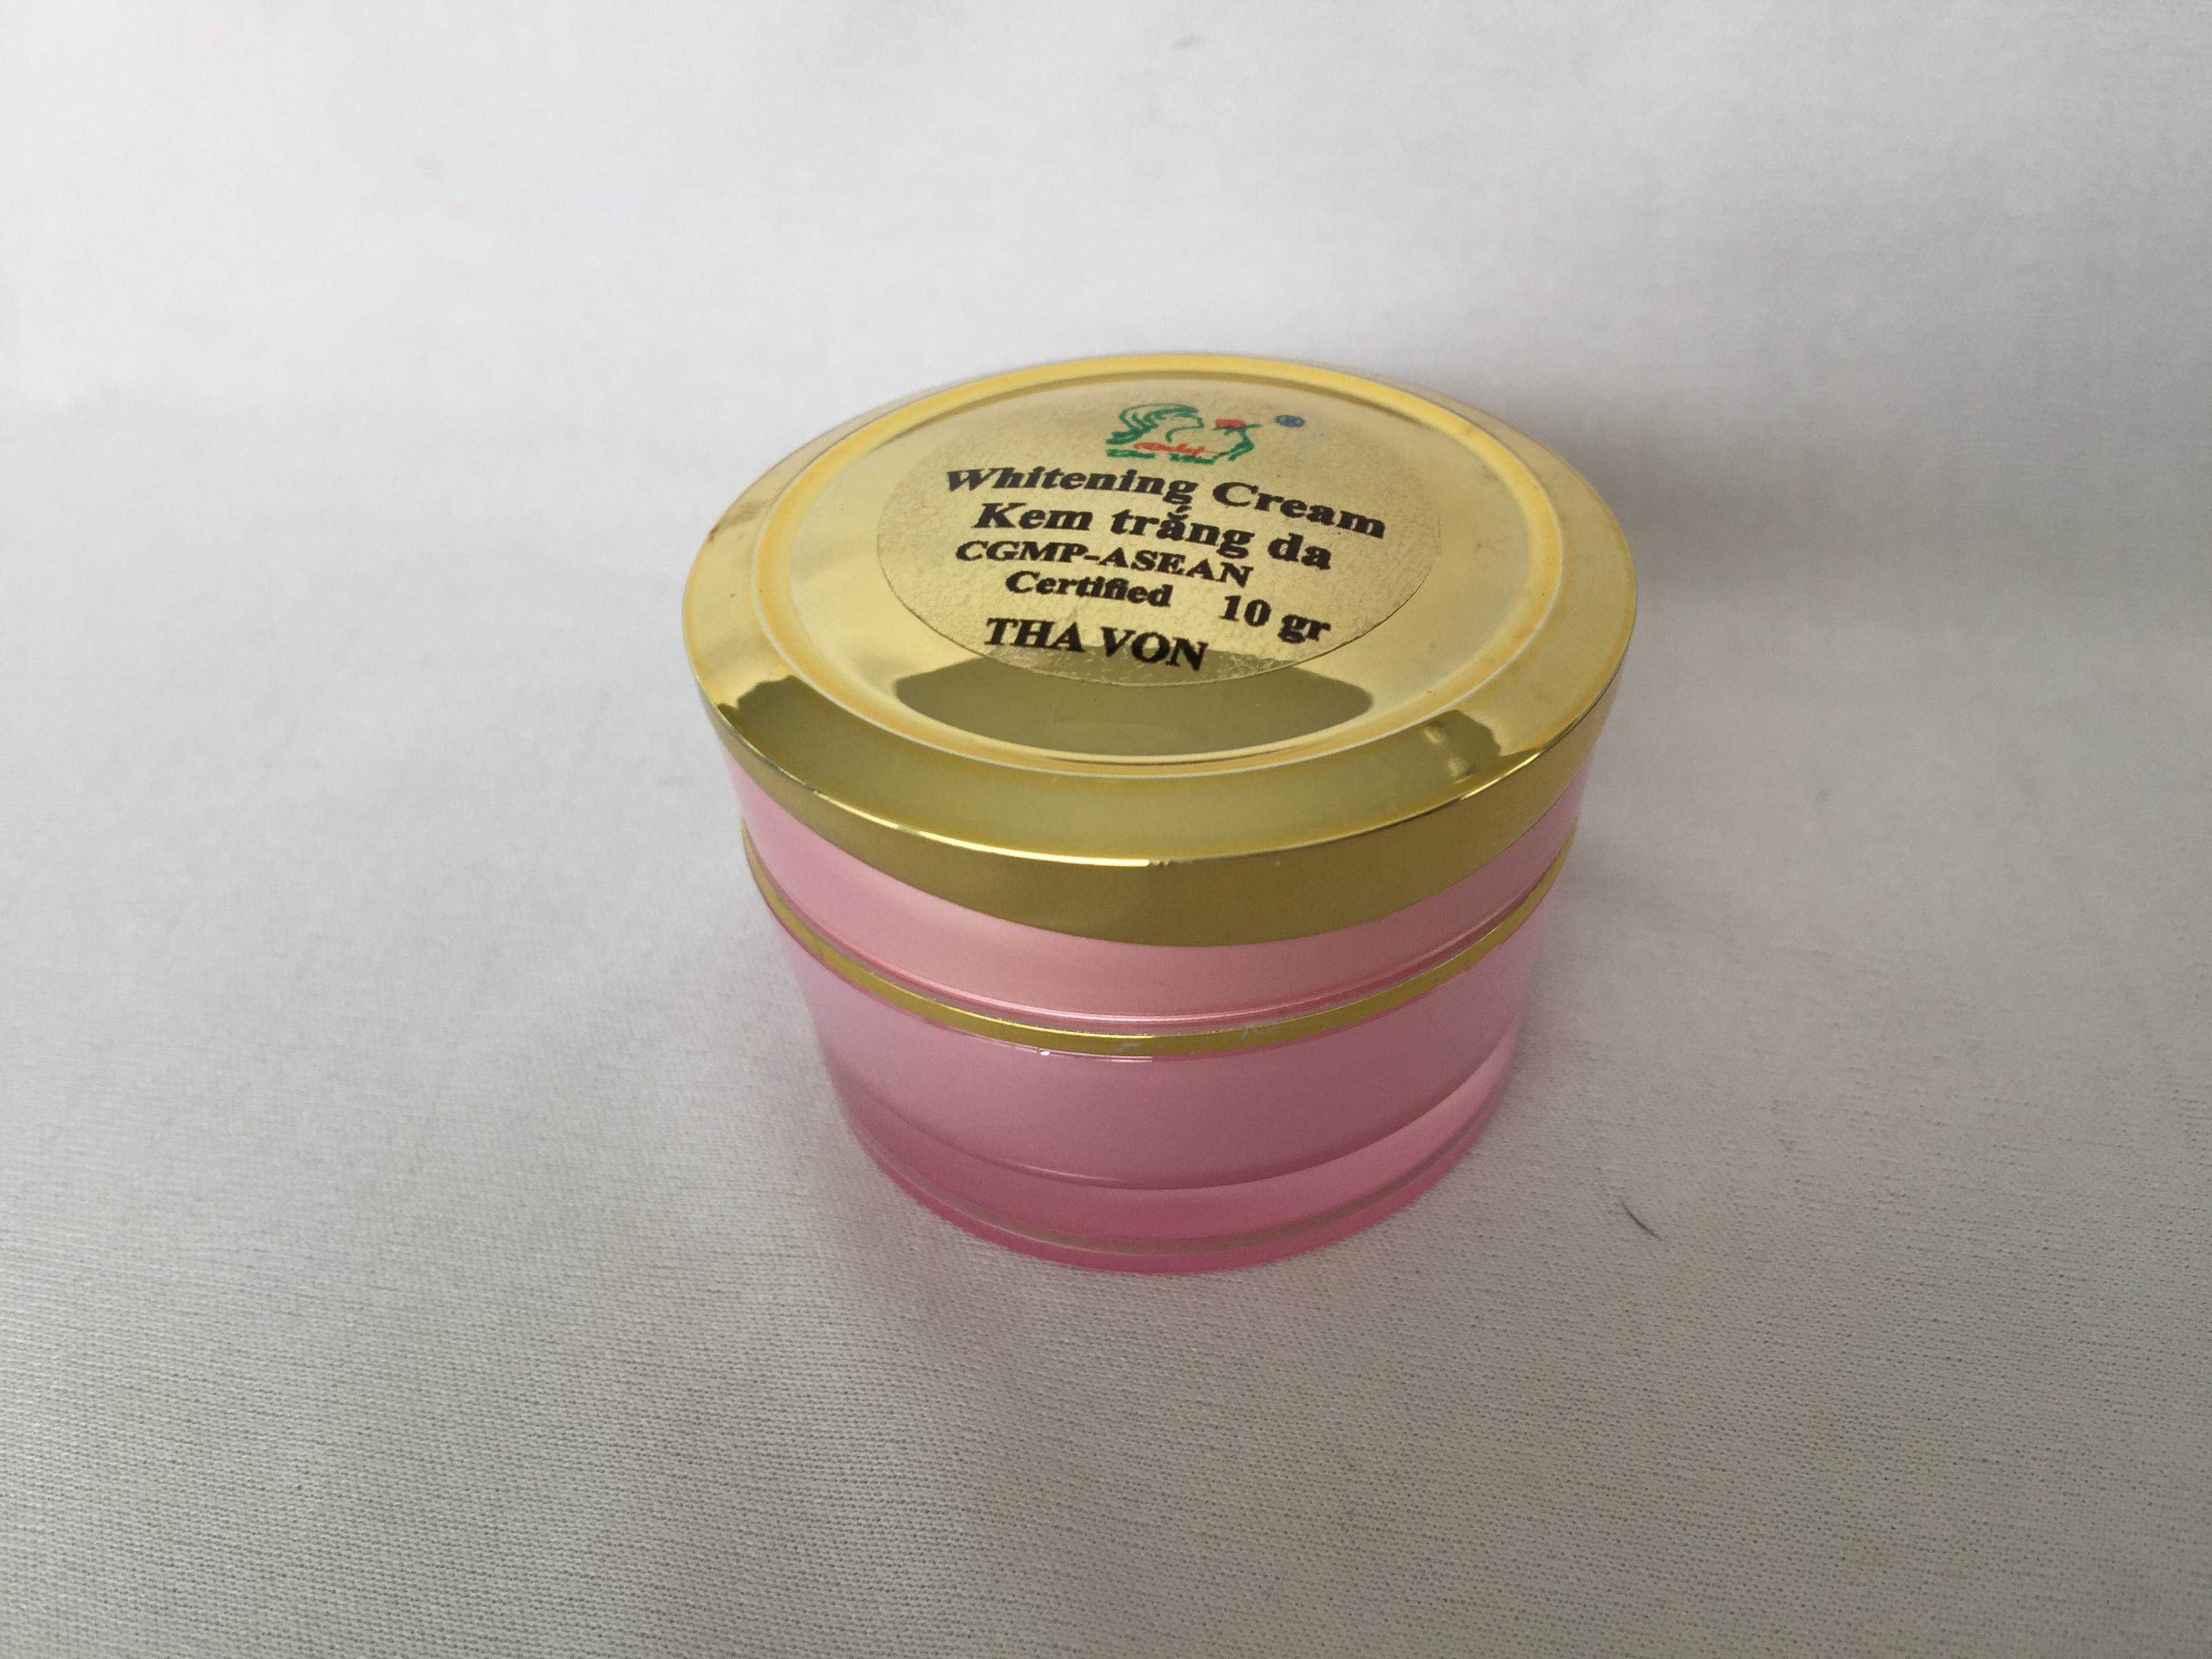 Whitening Cream
Kem trắng da
CGMP-ASEAN
Certified 10 gr
THA VON